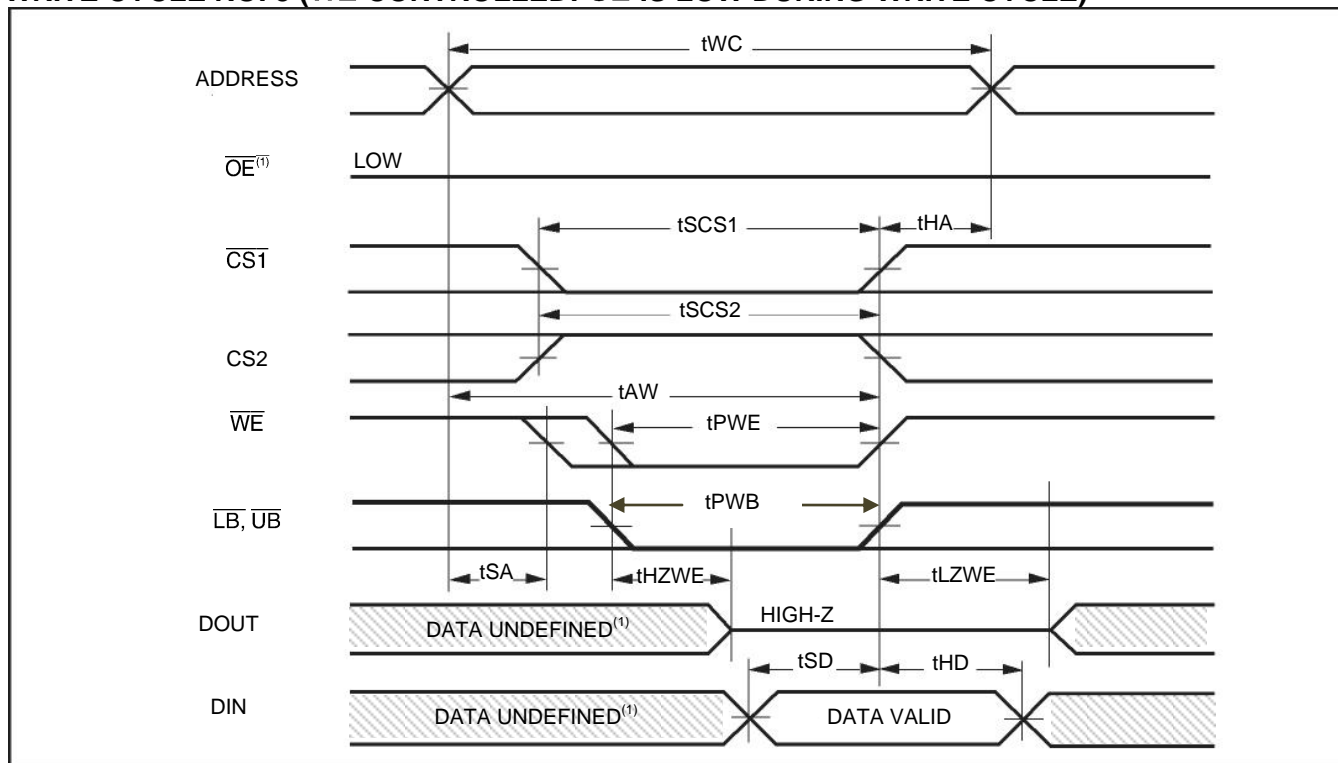 tWC
ADDRESS
OE(1)
LOW
tSCS1
tHA
CS1
tSCS2
CS2
tAW
WE
tPWE
LB, UB
tPWB
tSA
tHZWE
tLZWE
DOUT
DATA UNDEFINED(1)
HIGH-Z
tSD
tHD
DIN
DATA UNDEFINED(1)
DATA VALID